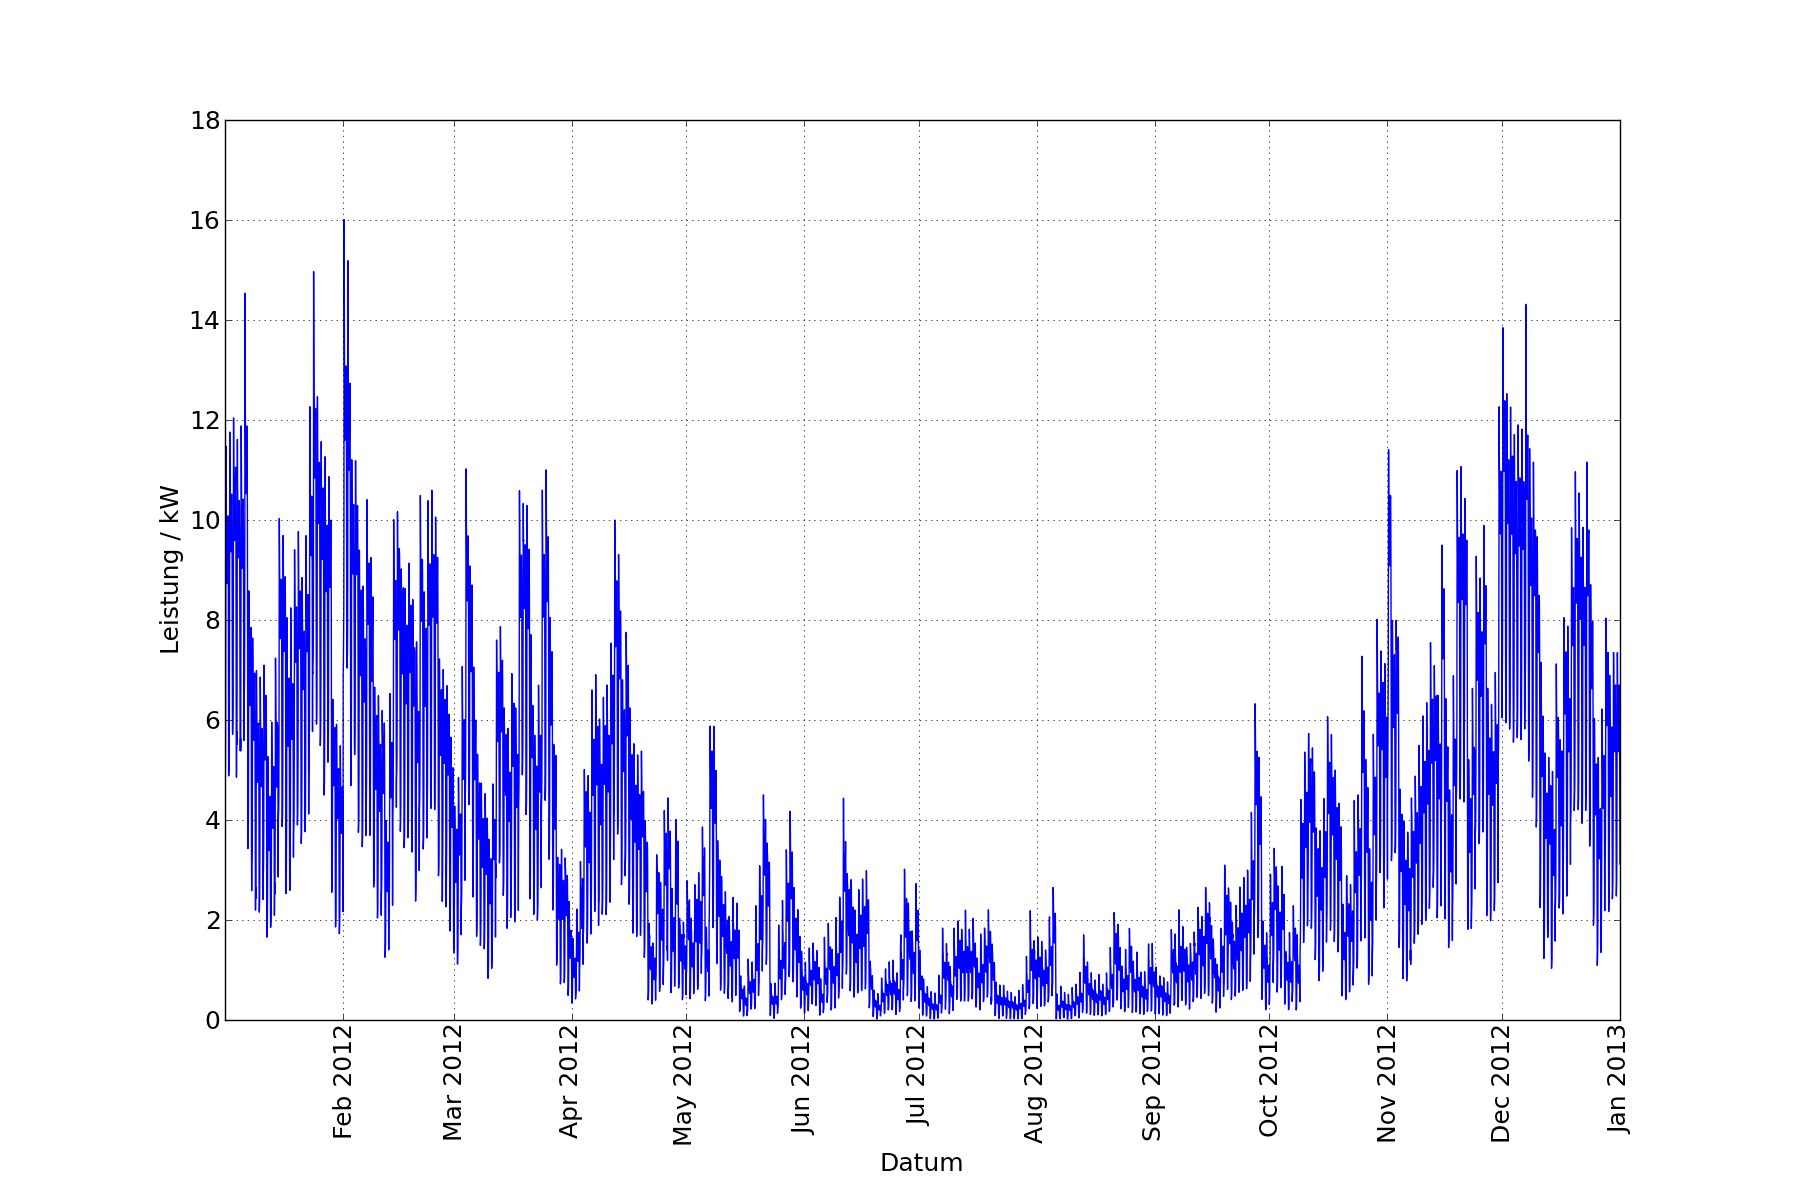 18
16
14
12
10
8
6
4
2
0
Leistung / kW
Feb 2012
Mar 2012
Apr 2012
May 2012
Jun 2012
Jul 2012
Aug 2012
Sep 2012
Oct 2012
Nov 2012
Dec 2012
Jan 2013
Datum